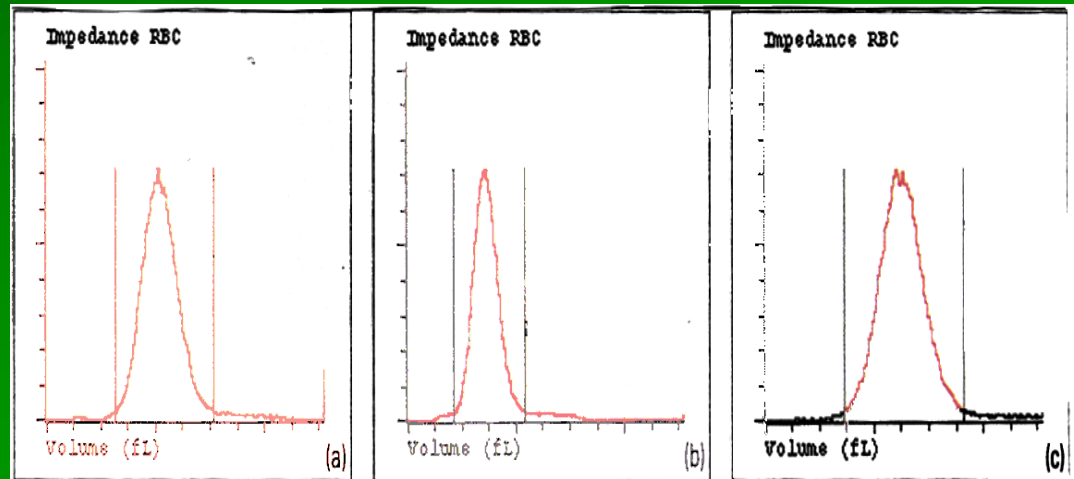 Impedance RBC
Volume (fL)
(a)
Impedance RBC
Volume (fL)
(b)
Impedance RBC
Volume (fL)
(c)